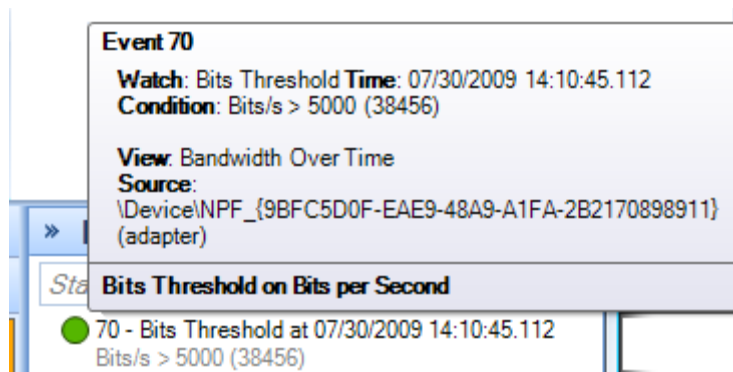 Event 70
Watch: Bits Threshold Time: 07/30/2009 14:10:45.112
Condition: Bits/s > 5000 (38456)
View: Bandwidth Over Time
Source:
\Device\NPF_{9BFC5D0F-EAE9-48A9-A1FA-2B2170898911}
(adapter)
»
Sta
Bits Threshold on Bits per Second
70 - Bits Threshold at 07/30/2009 14:10:45.112
Bits/s > 5000 (38456)